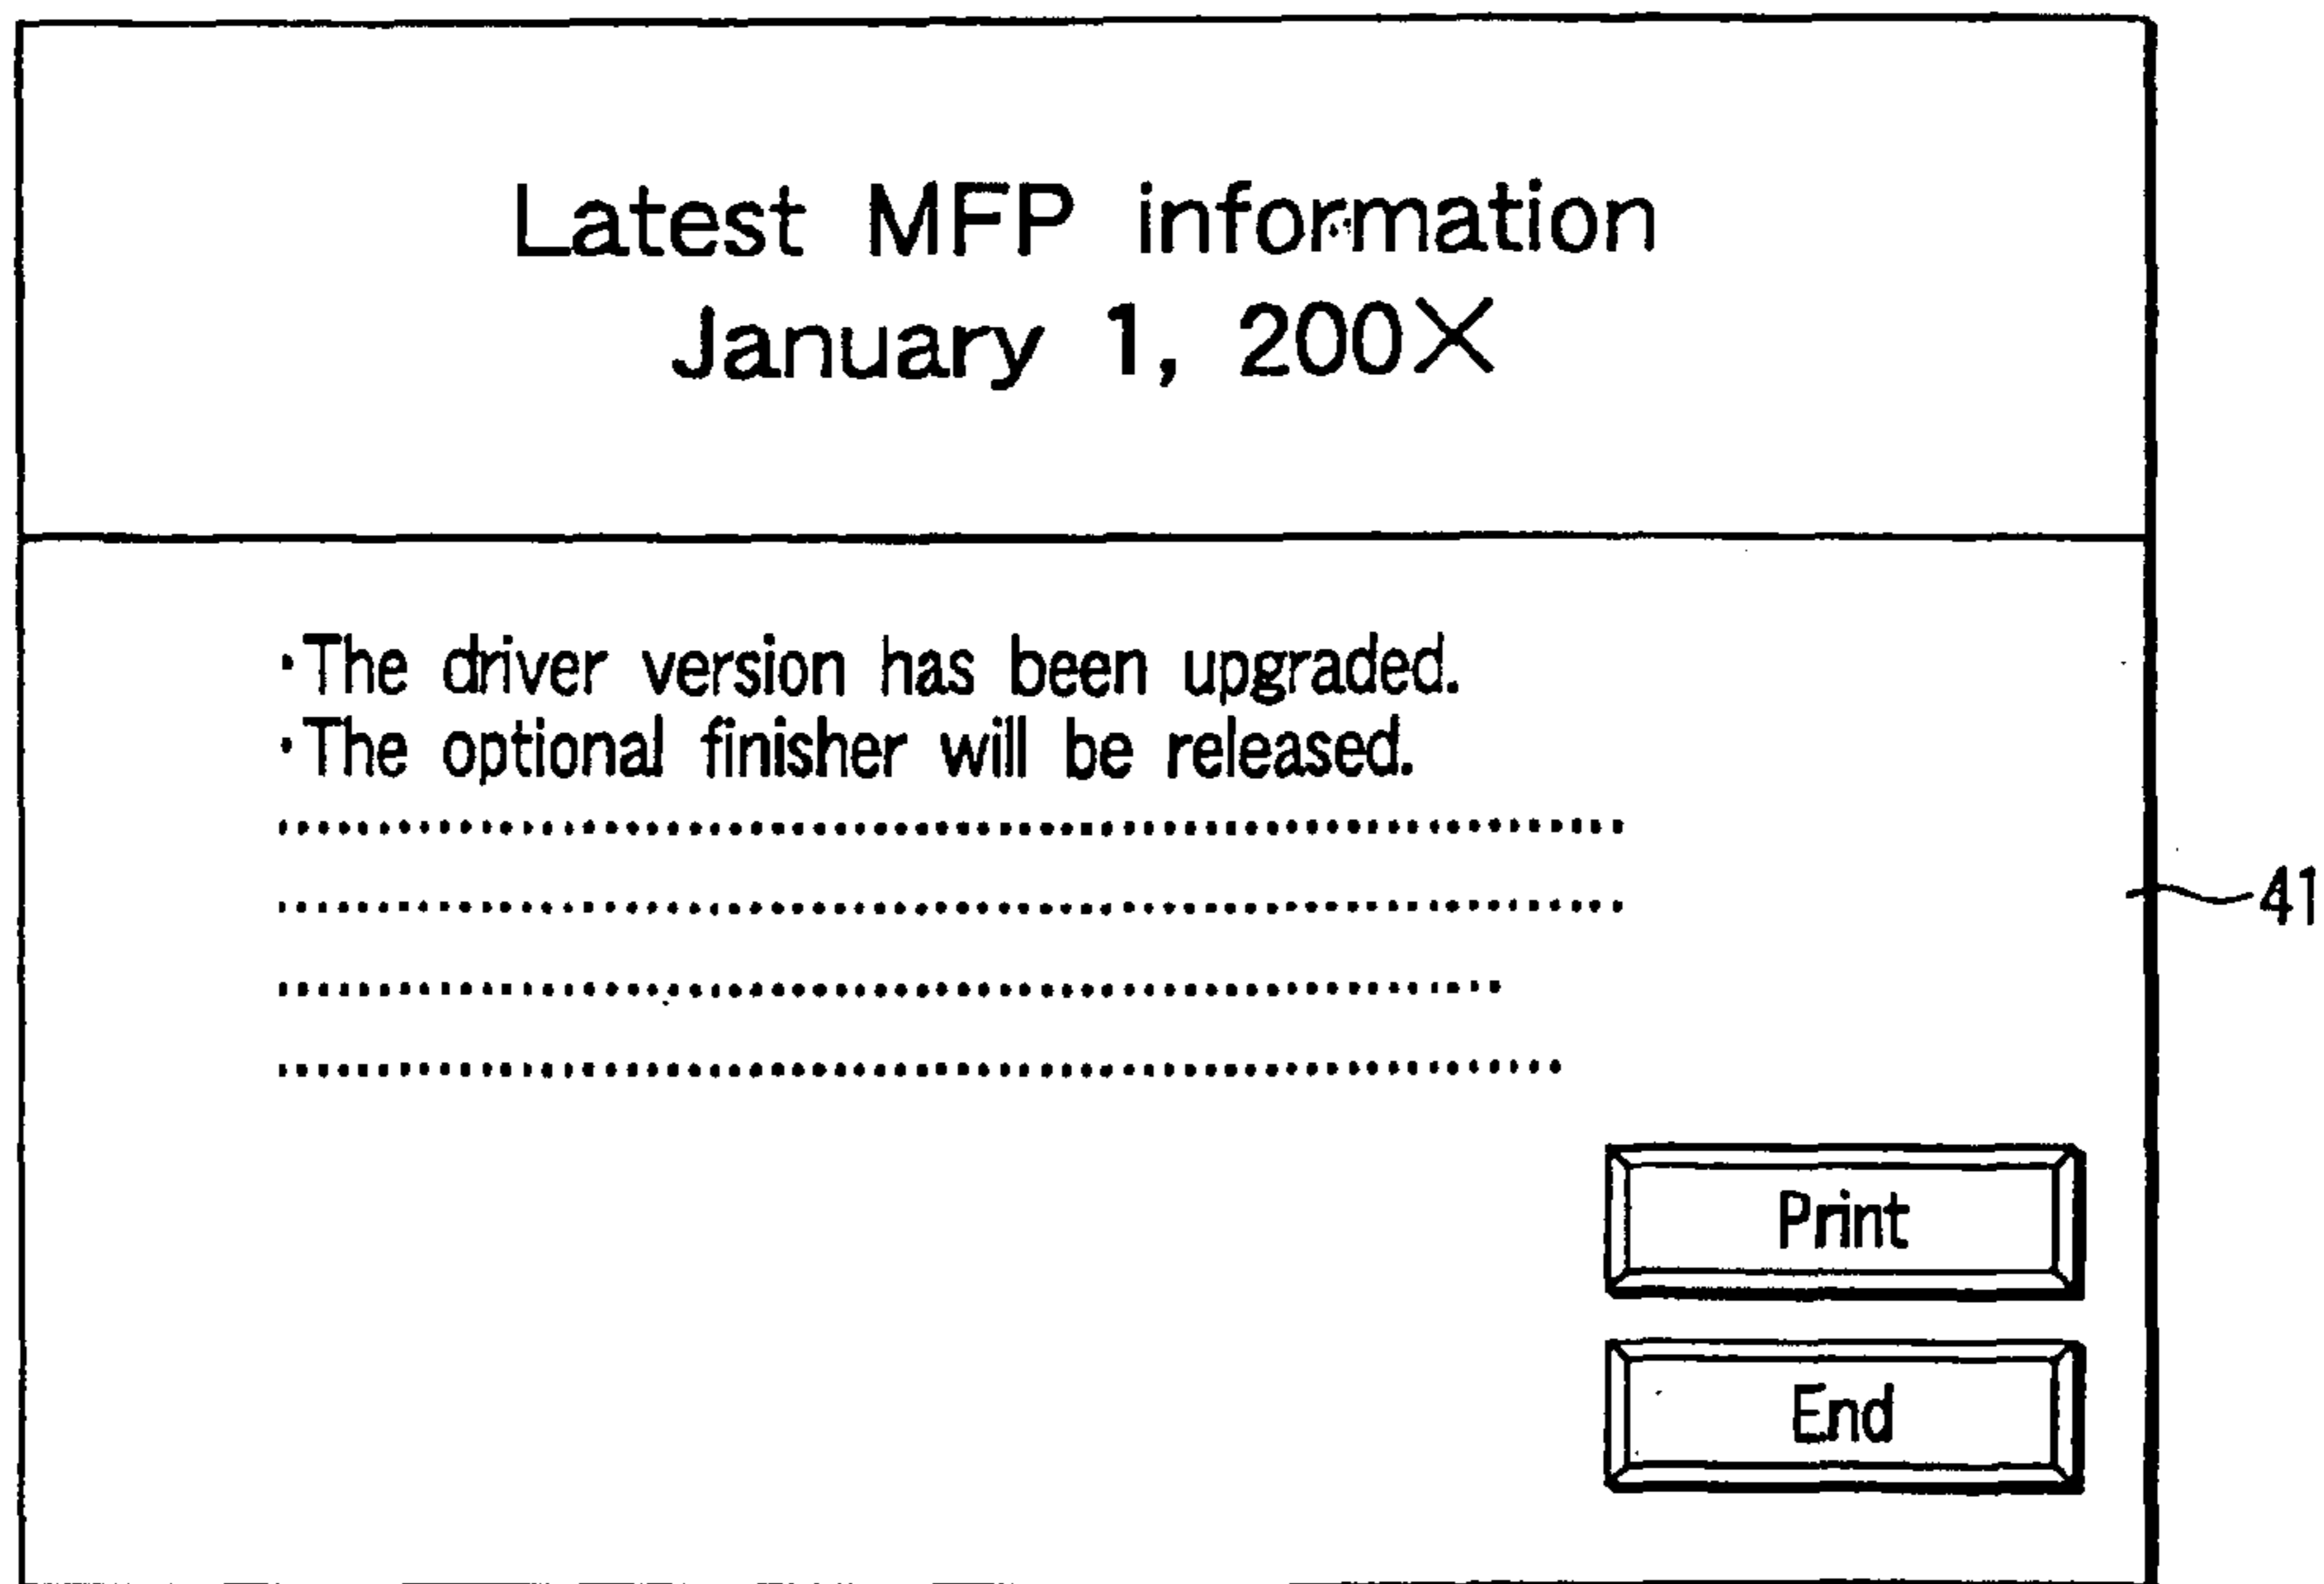 Latest MFP information
January 1, 200X
·The driver version has been upgraded.
·The optional finisher will be released.
41
Print
End